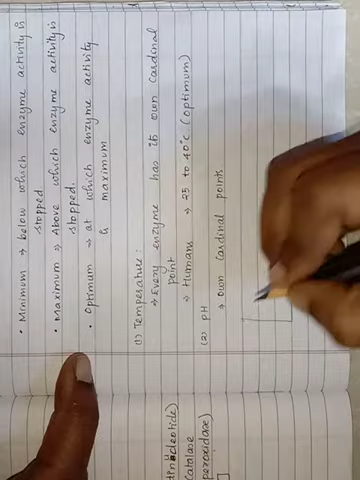 • Minimum → below which enzyme activity is
stopped.
• Maximum → Above which enzyme activity is
stopped.
• Optimum → at which enzyme activity
is maximum
(1) Temperature:
→ Every enzyme has its own cardinal
point
→ Humans → 25 to 40°C (optimum)
(2) PH
→ Own cardinal points
Catalase
peroxidase)